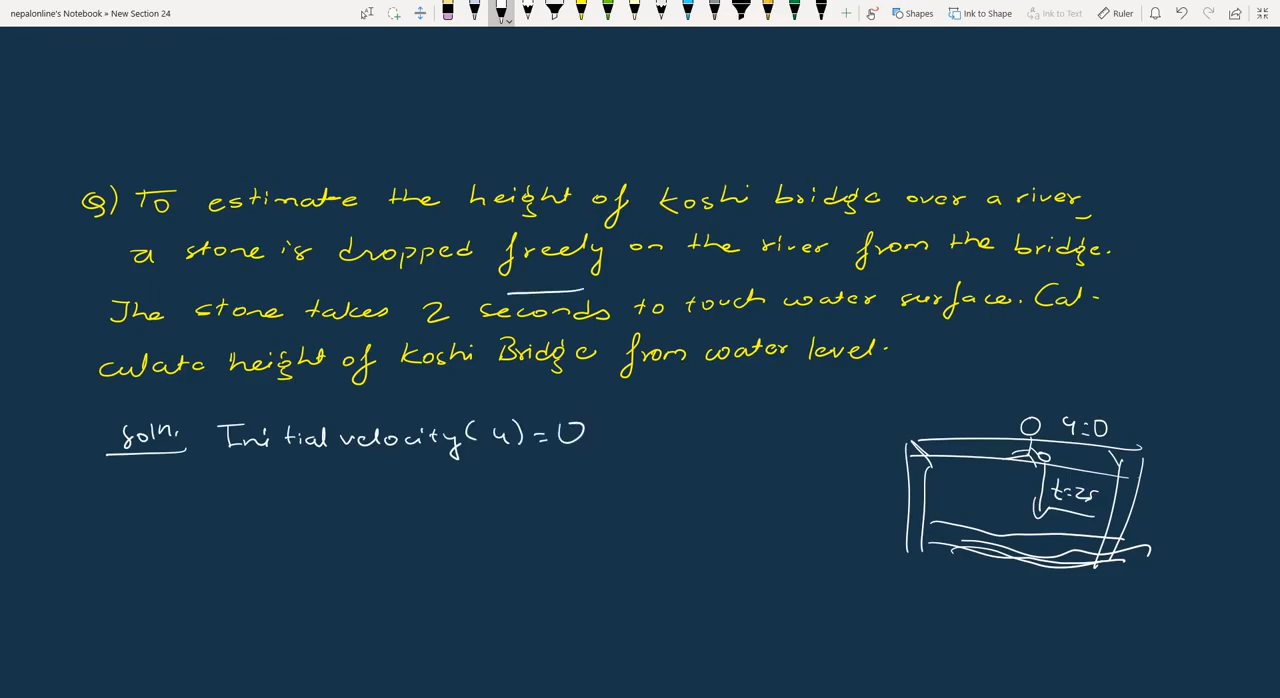 nepalonline's Notebook » New Section 24
Shapes
Ink to Shape
Ink to Text
Ruler
Q) To estimate the height of Koshi bridge over a river,
a stone is dropped freely on the river from the bridge.
The stone takes 2 seconds to touch water surface. Cal-
culate height of Koshi Bridge from water level.
soln. Initial velocity (u) = 0
u=0
t=2s